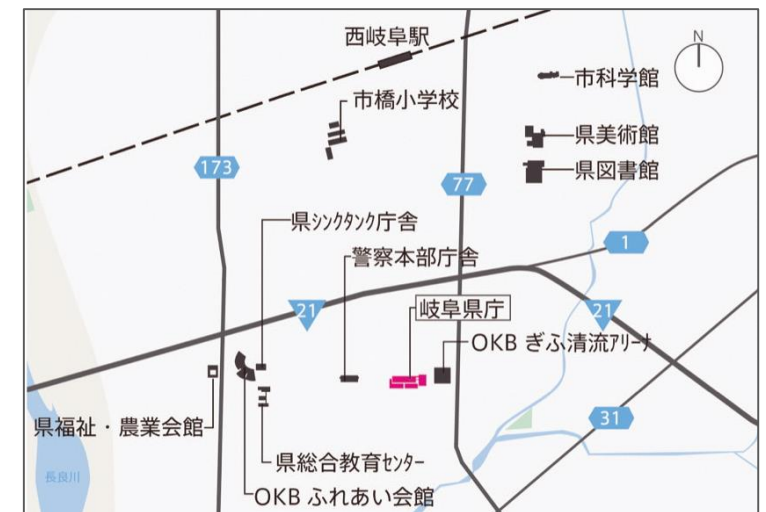 西岐阜駅
N
市科学館
市橋小学校
県美術館
県図書館
173
77
県ｼﾝｸﾀﾝｸ庁舎
1
警察本部庁舎
21
岐阜県庁
21
OKB ぎふ清流ｱﾘｰﾅ
31
県福祉・農業会館
県総合教育ｾﾝﾀｰ
長良川
OKB ふれあい会館